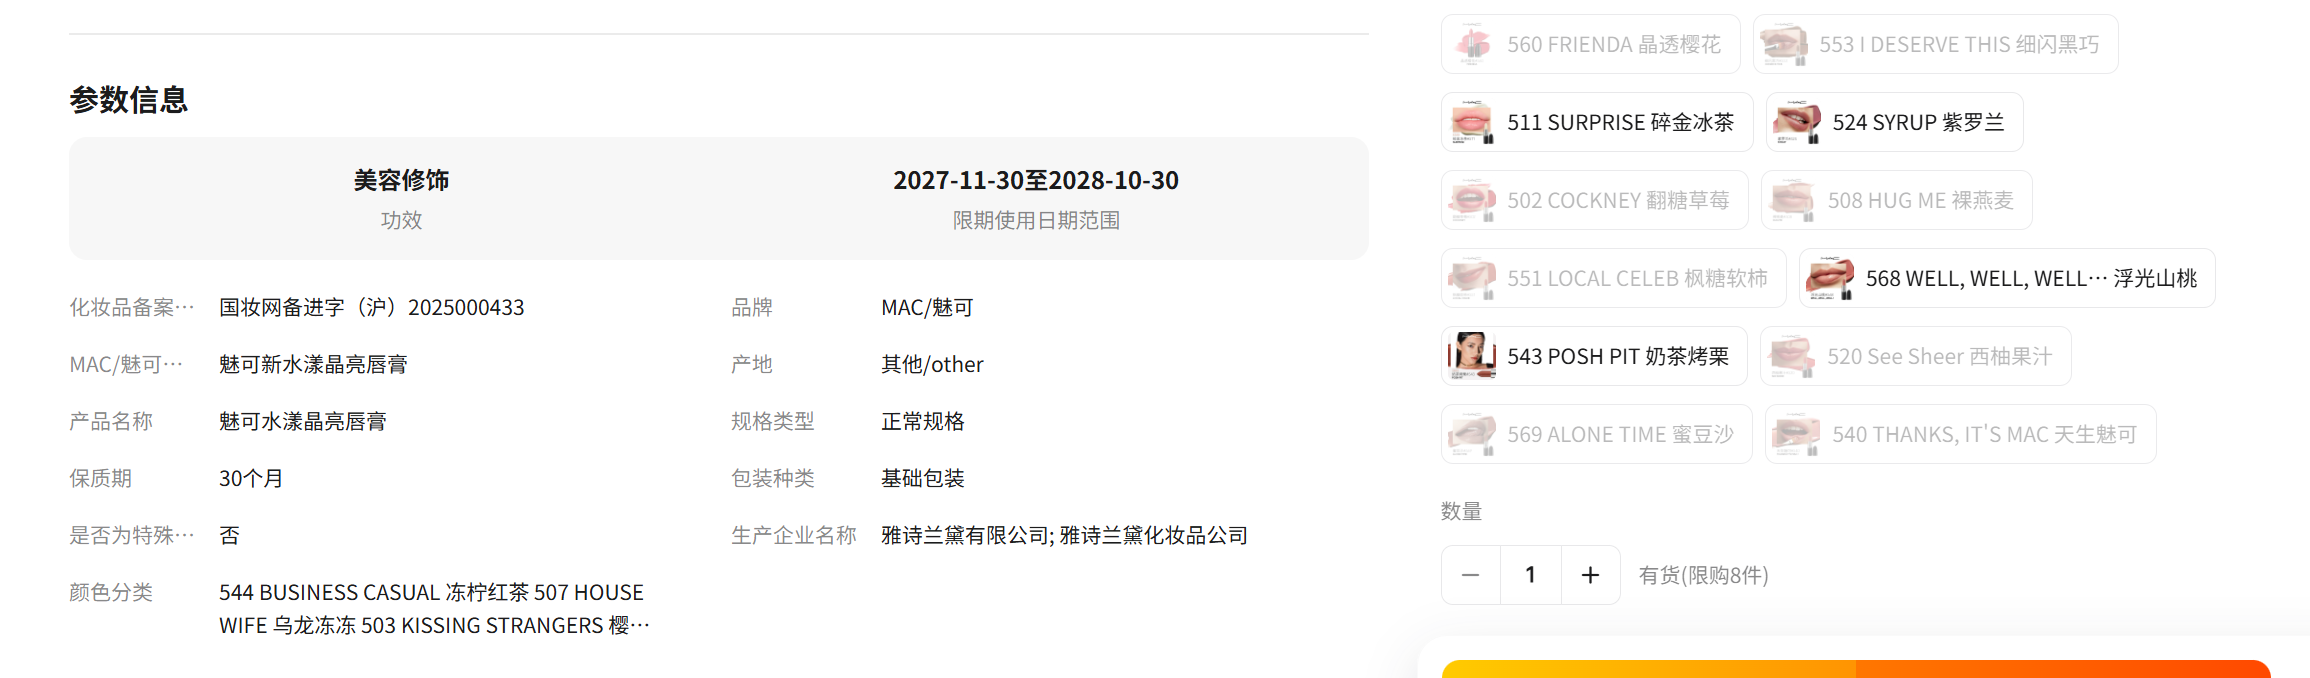 参数信息
美容修饰
功效
2027-11-30至2028-10-30
限期使用日期范围
化妆品备案… 国妆网备进字（沪）2025000433
品牌 MAC/魅可
MAC/魅可… 魅可新水漾晶亮唇膏
产地 其他/other
产品名称 魅可水漾晶亮唇膏
规格类型 正常规格
保质期 30个月
包装种类 基础包装
是否为特殊… 否
生产企业名称 雅诗兰黛有限公司; 雅诗兰黛化妆品公司
颜色分类 544 BUSINESS CASUAL 冻柠红茶 507 HOUSE
WIFE 乌龙冻冻 503 KISSING STRANGERS 樱…
560 FRIENDA 晶透樱花
553 I DESERVE THIS 细闪黑巧
511 SURPRISE 碎金冰茶
524 SYRUP 紫罗兰
502 COCKNEY 翻糖草莓
508 HUG ME 裸燕麦
551 LOCAL CELEB 枫糖软柿
568 WELL, WELL, WELL… 浮光山桃
543 POSH PIT 奶茶烤栗
520 See Sheer 西柚果汁
569 ALONE TIME 蜜豆沙
540 THANKS, IT'S MAC 天生魅可
数量
− 1 + 有货(限购8件)